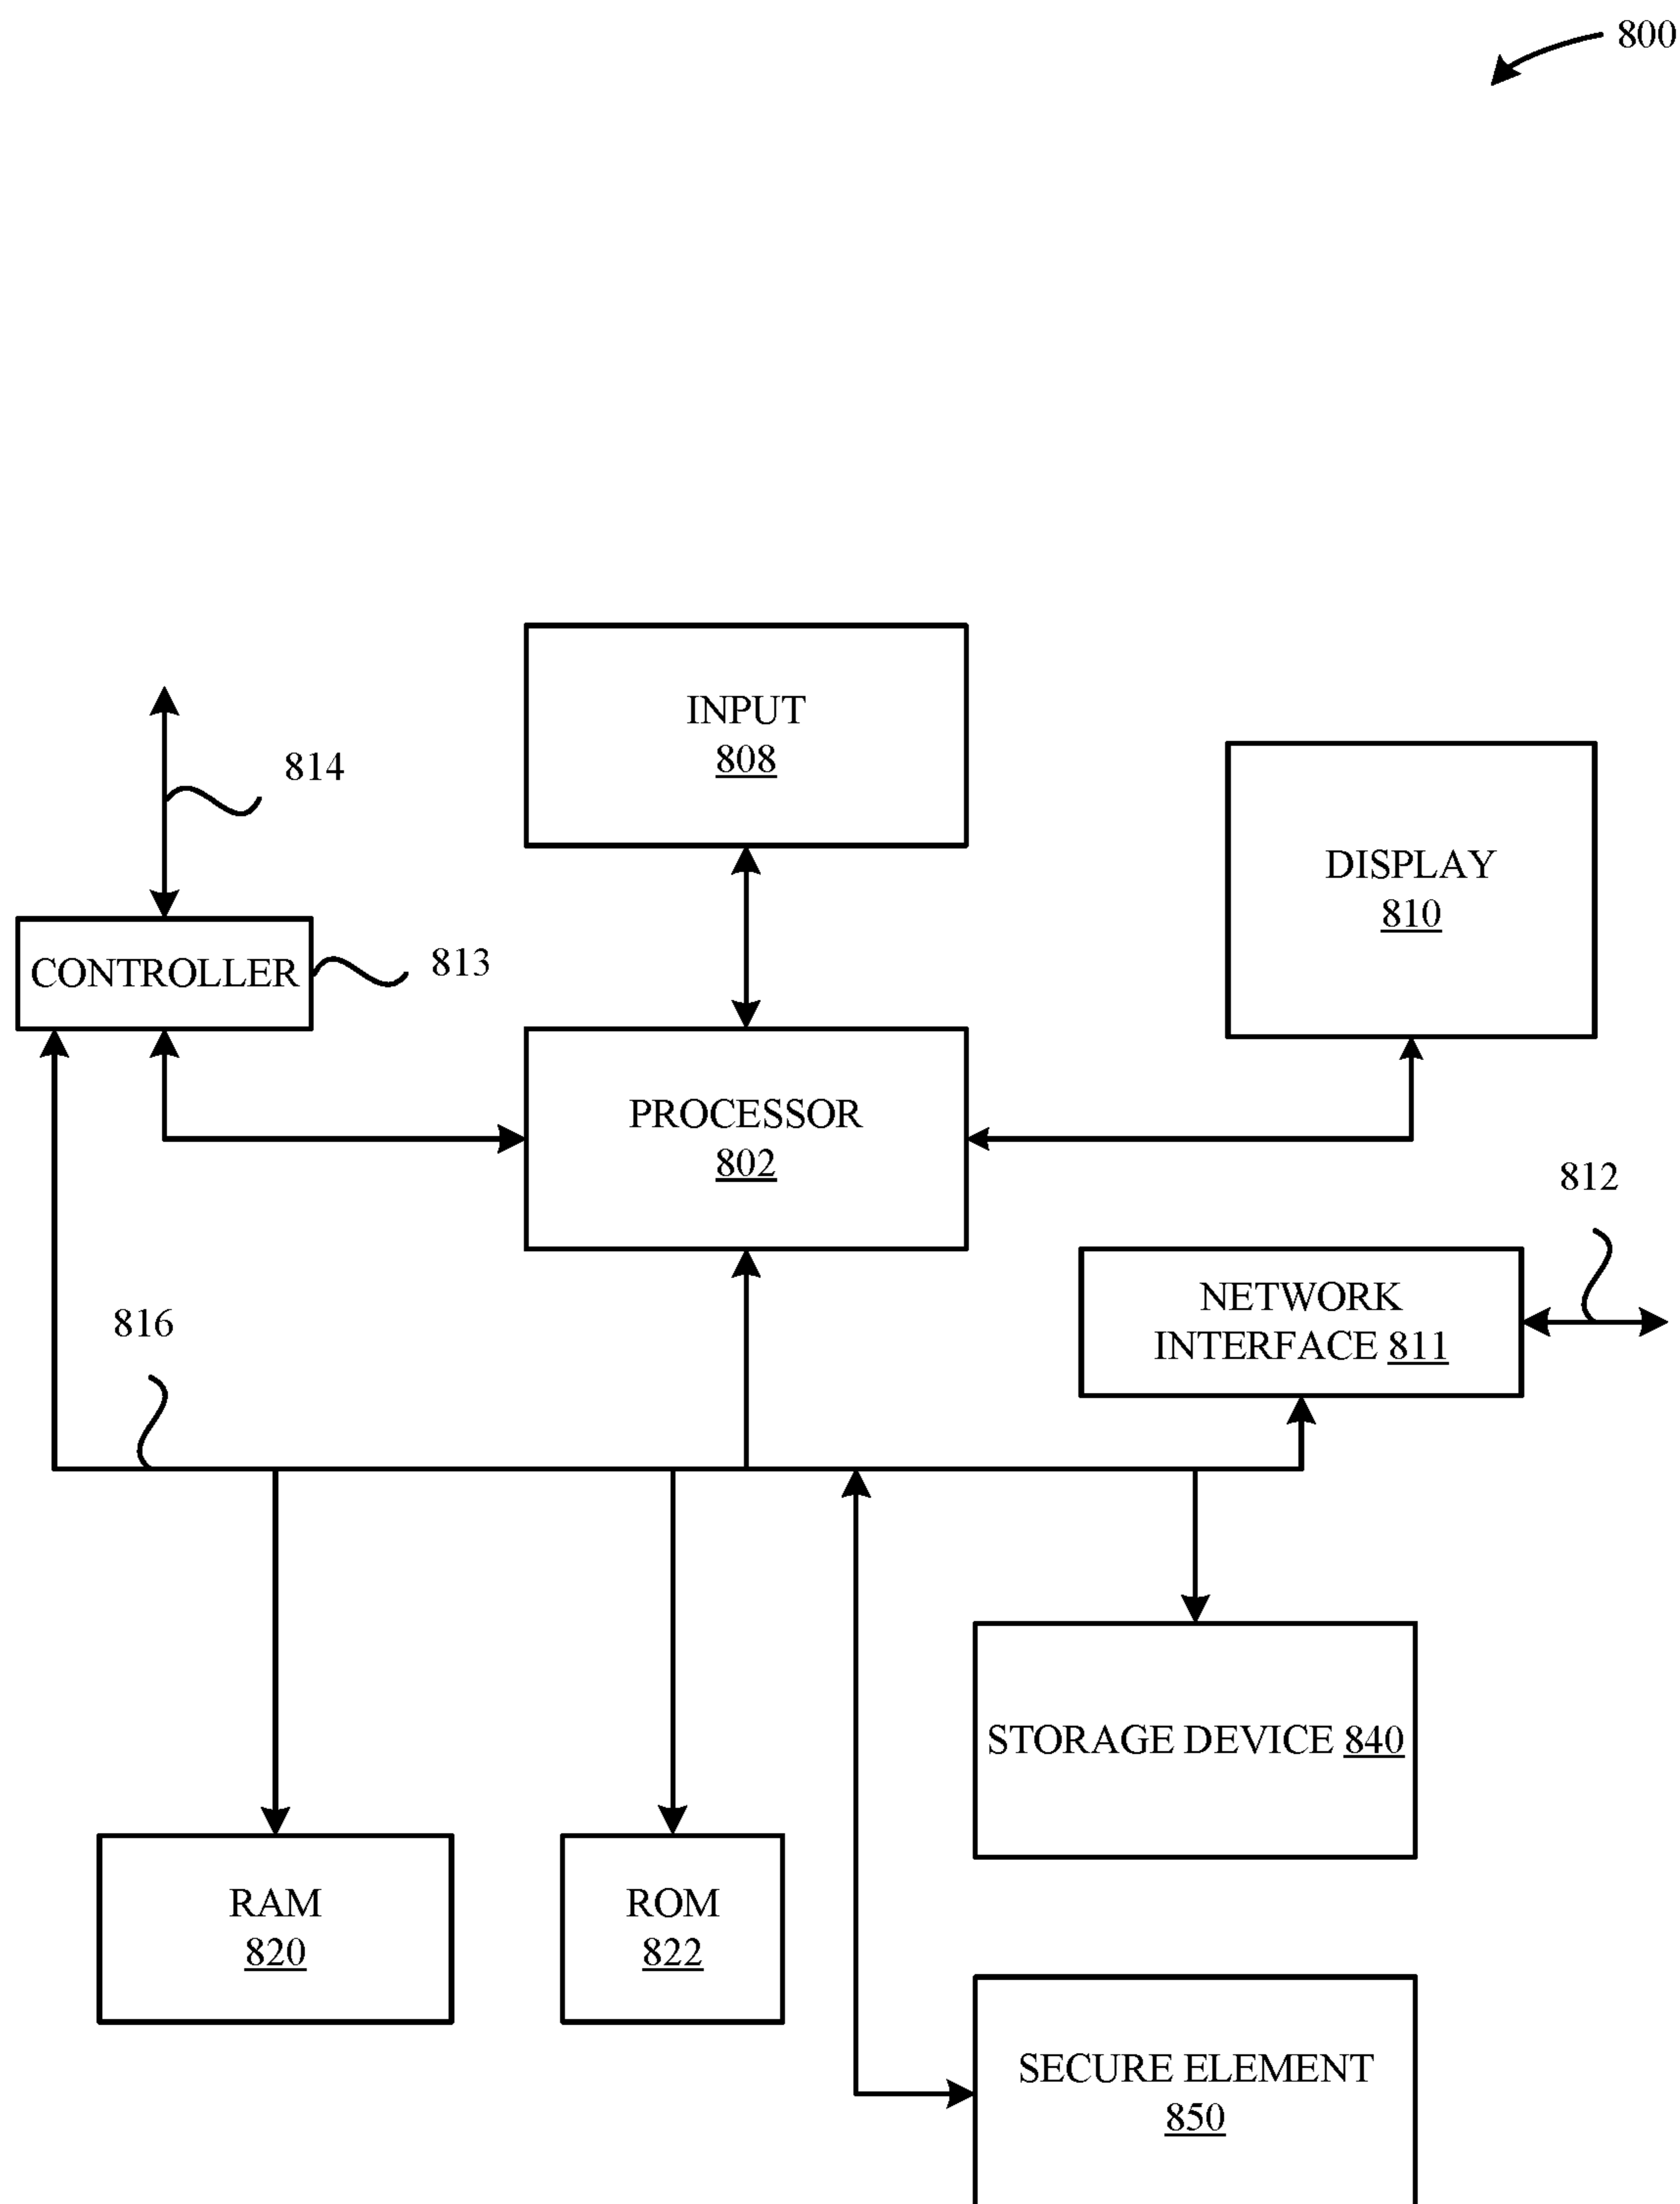 800
INPUT
808
814
DISPLAY
810
CONTROLLER
813
PROCESSOR
802
812
NETWORK
INTERFACE 811
816
STORAGE DEVICE 840
RAM
820
ROM
822
SECURE ELEMENT
850